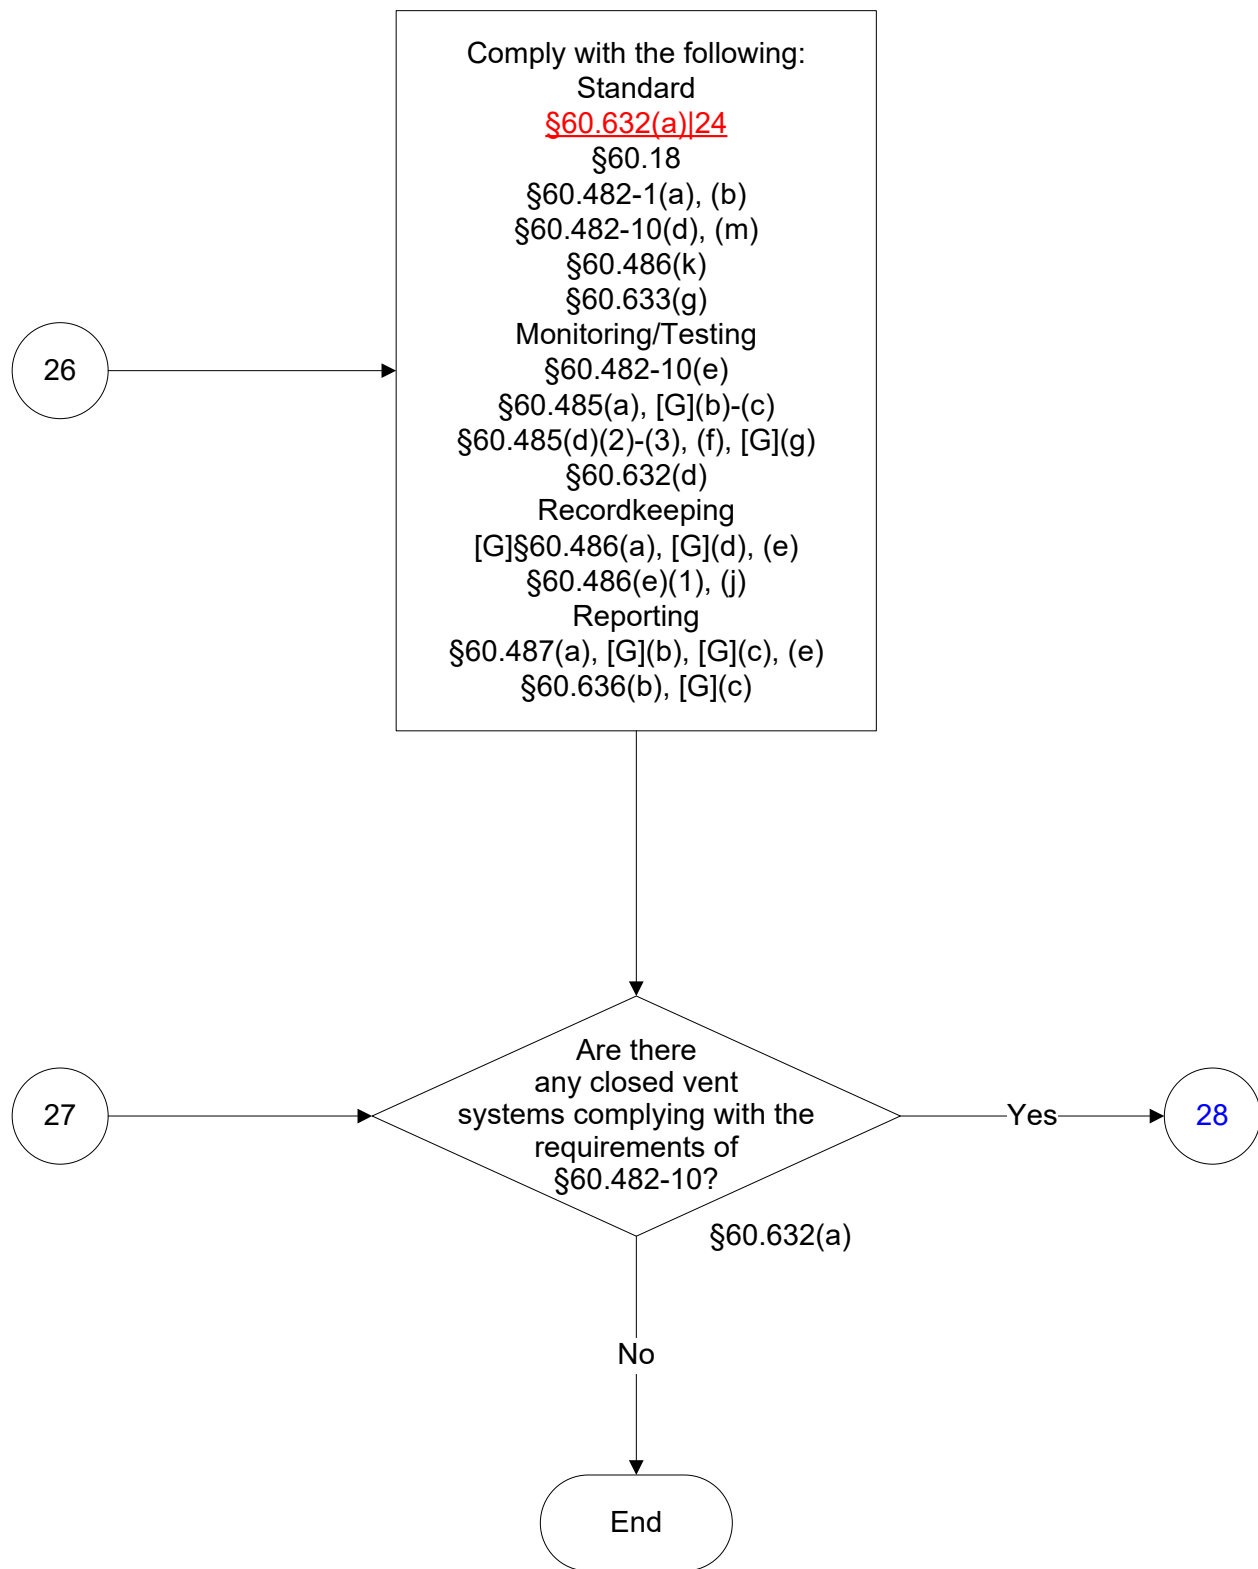 Comply with the following:
Standard
§60.632(a)|24
§60.18
§60.482-1(a), (b)
§60.482-10(d), (m)
§60.486(k)
§60.633(g)
Monitoring/Testing
§60.482-10(e)
§60.485(a), [G](b)-(c)
§60.485(d)(2)-(3), (f), [G](g)
§60.632(d)
Recordkeeping
[G]§60.486(a), [G](d), (e)
§60.486(e)(1), (j)
Reporting
§60.487(a), [G](b), [G](c), (e)
§60.636(b), [G](c)
26
Are there
any closed vent
systems complying with the
requirements of
§60.482-10?
27
Yes
28
§60.632(a)
No
End